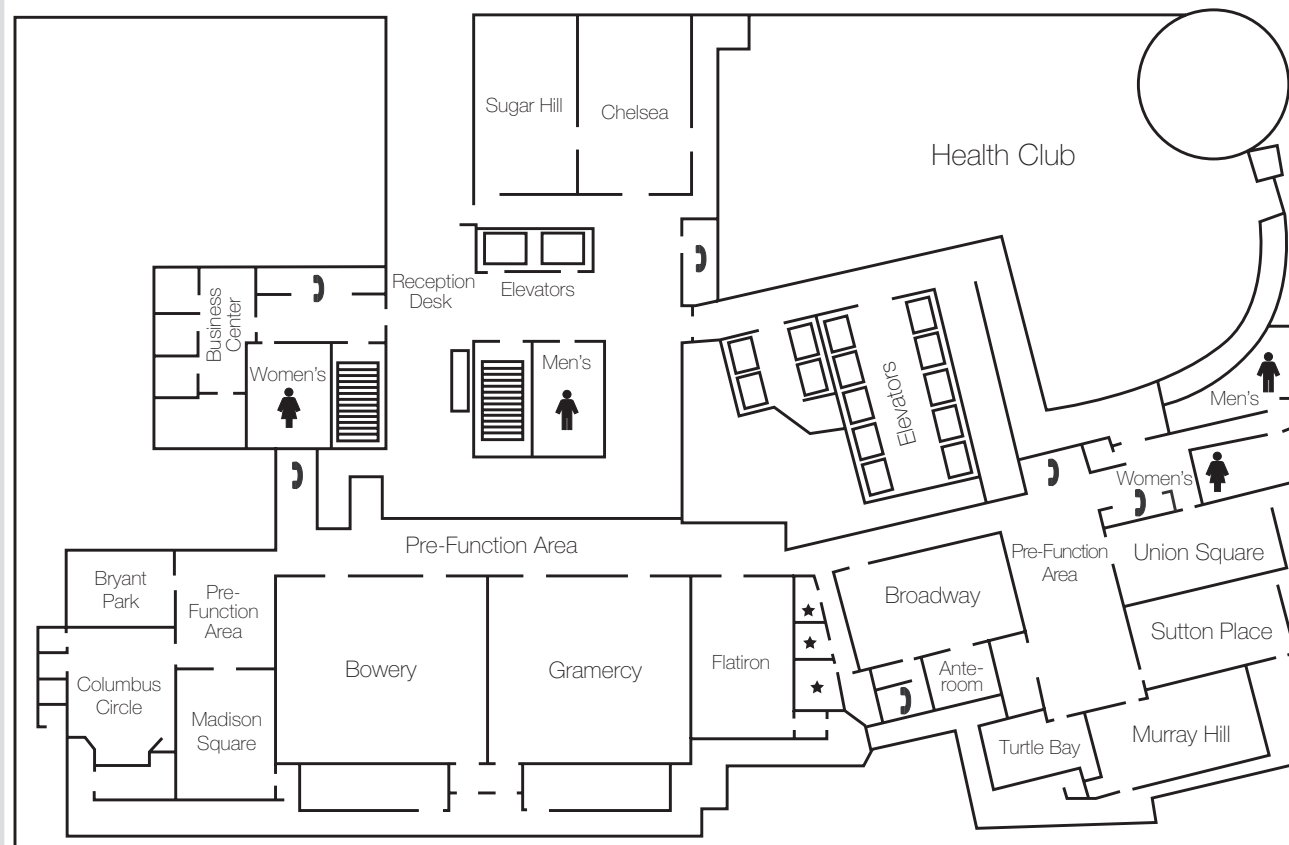 Sugar Hill
Chelsea
Health Club
Reception
Desk
Elevators
Business
Center
Women's
Men's
Elevators
Men's
Women's
Pre-Function Area
Pre-Function
Area
Union Square
Bryant
Park
Pre-
Function
Area
Broadway
Sutton Place
Bowery
Gramercy
Flatiron
Ante-
room
Columbus
Circle
Madison
Square
Turtle Bay
Murray Hill